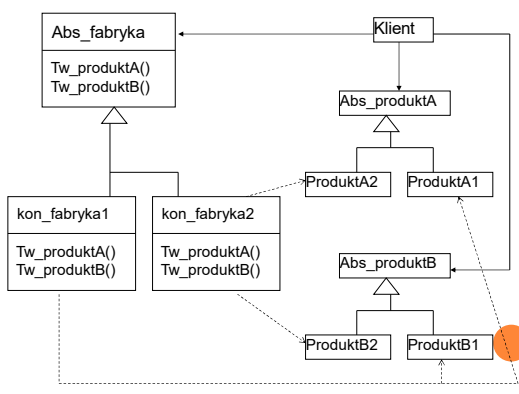 Abs_fabryka
Tw_produktA()
Tw_produktB()
Klient
Abs_produktA
ProduktA2
ProduktA1
kon_fabryka1
Tw_produktA()
Tw_produktB()
kon_fabryka2
Tw_produktA()
Tw_produktB()
Abs_produktB
ProduktB2
ProduktB1